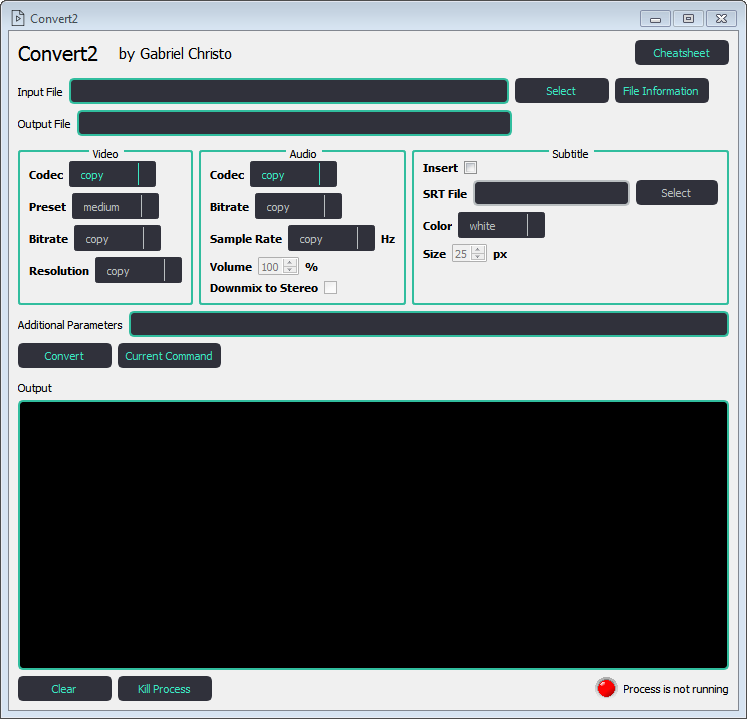 Convert2
Convert2 by Gabriel Christo Cheatsheet
Input File Select File Information
Output File
Video Audio Subtitle
Codec copy Codec copy Insert
Preset medium Bitrate copy SRT File Select
Bitrate copy Sample Rate copy Hz Color white
Resolution copy Volume 100 % Size 25 px
Downmix to Stereo
Additional Parameters
Convert Current Command
Output
Clear Kill Process Process is not running